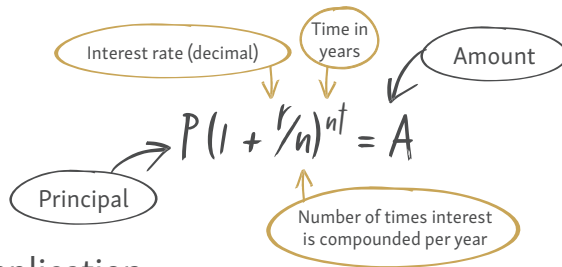 Interest rate (decimal)
Time in
years
Amount
P(1 + r/n)^nt = A
Principal
Number of times interest
is compounded per year